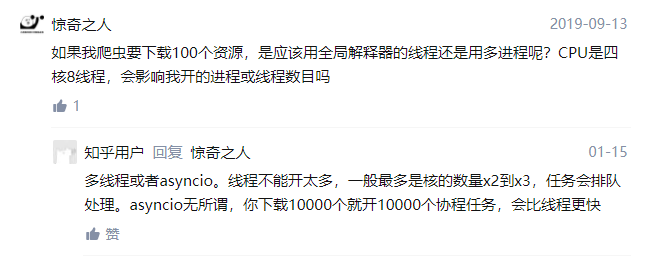 惊奇之人 2019-09-13
如果我爬虫要下载100个资源，是应该用全局解释器的线程还是用多进程呢？CPU是四
核8线程，会影响我开的进程或线程数目吗
1
知乎用户 回复 惊奇之人 01-15
多线程或者asyncio。线程不能开太多，一般最多是核的数量x2到x3，任务会排队
处理。asyncio无所谓，你下载10000个就开10000个协程任务，会比线程更快
赞